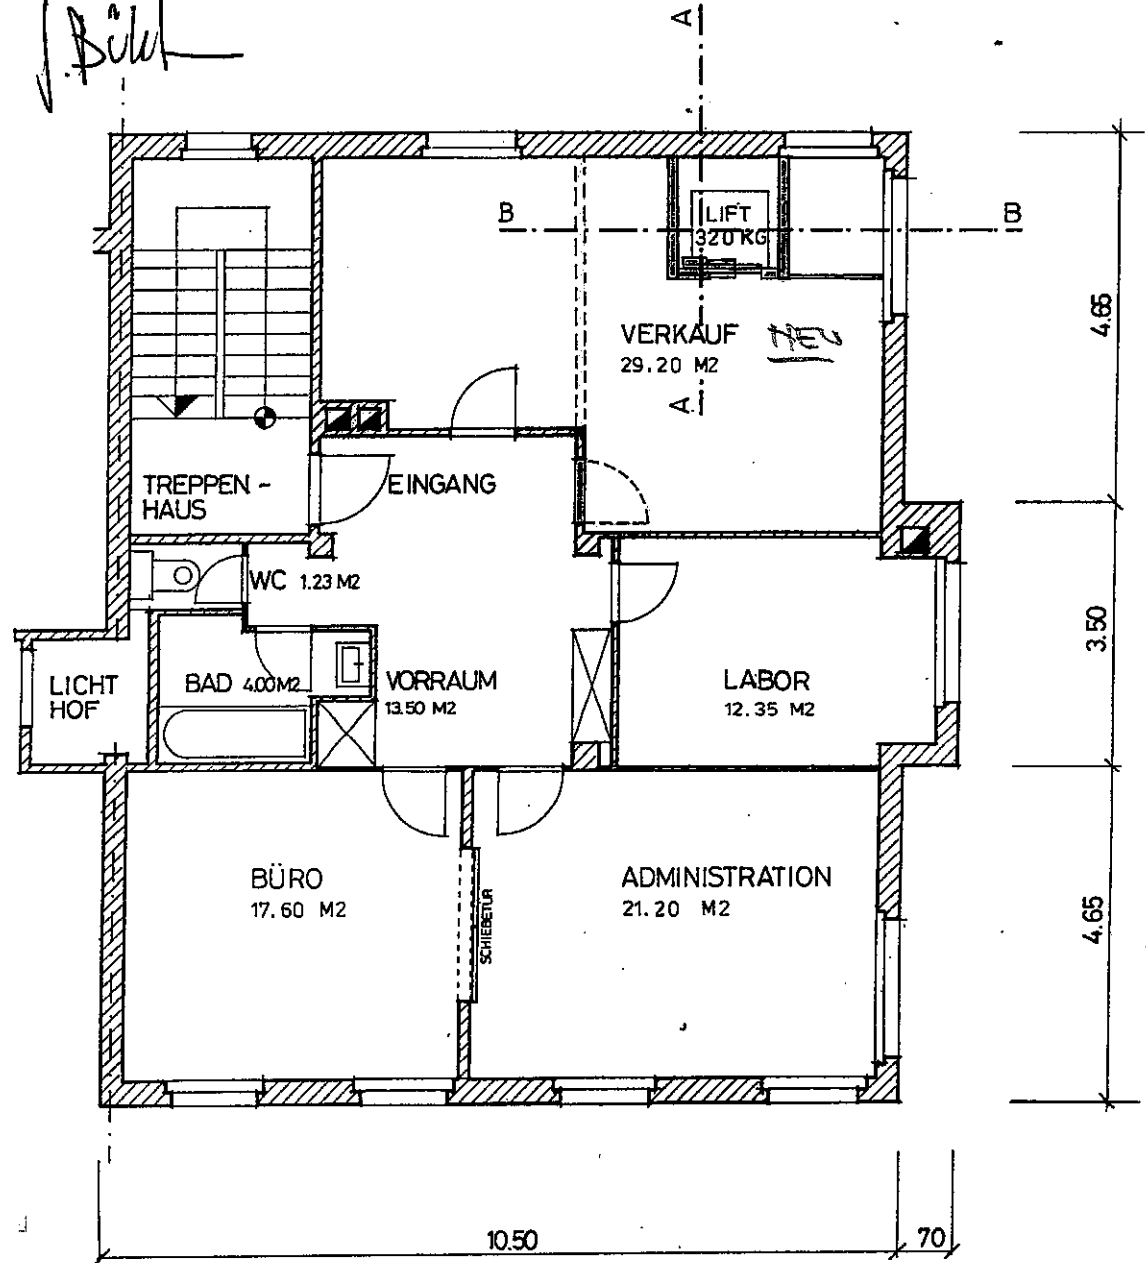 J. Bühl
A
B
B
LIFT
320 KG
VERKAUF NEU
29.20 M2
A
4.65
TREPPEN-
HAUS
EINGANG
WC 1.23 M2
3.50
LICHT
HOF
BAD 4.00 M2
VORRAUM
13.50 M2
LABOR
12.35 M2
BÜRO
17.60 M2
SCHIEBETÜR
ADMINISTRATION
21.20 M2
4.65
10.50
70